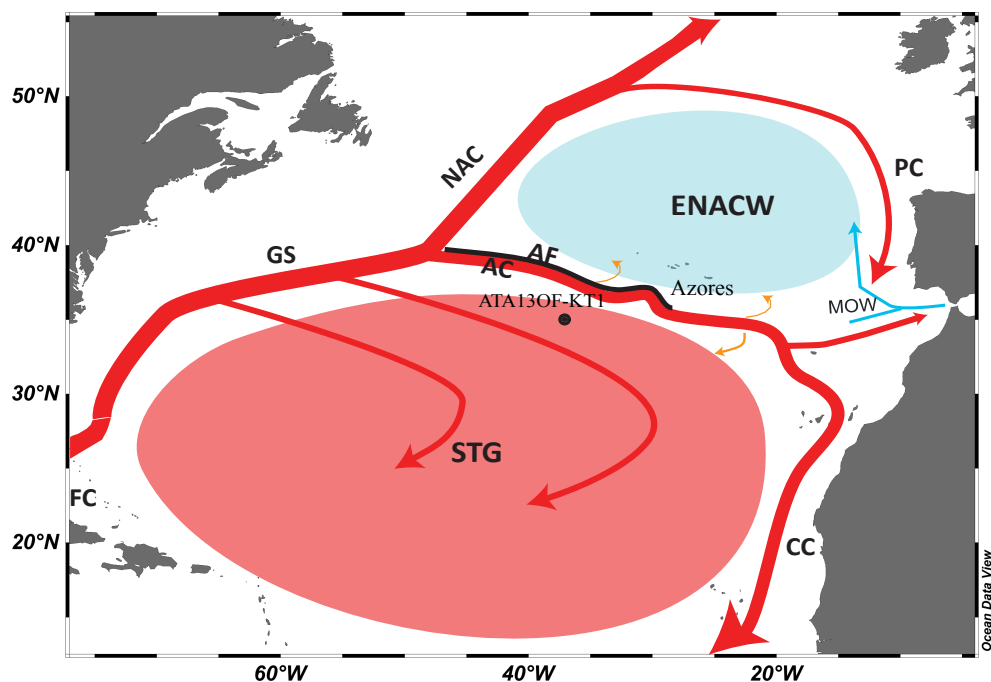 50°N
NAC
PC
ENACW
40°N
GS
AF
AC
Azores
ATA13OF-KT1
MOW
30°N
STG
FC
20°N
CC
60°W
40°W
20°W
Ocean Data View